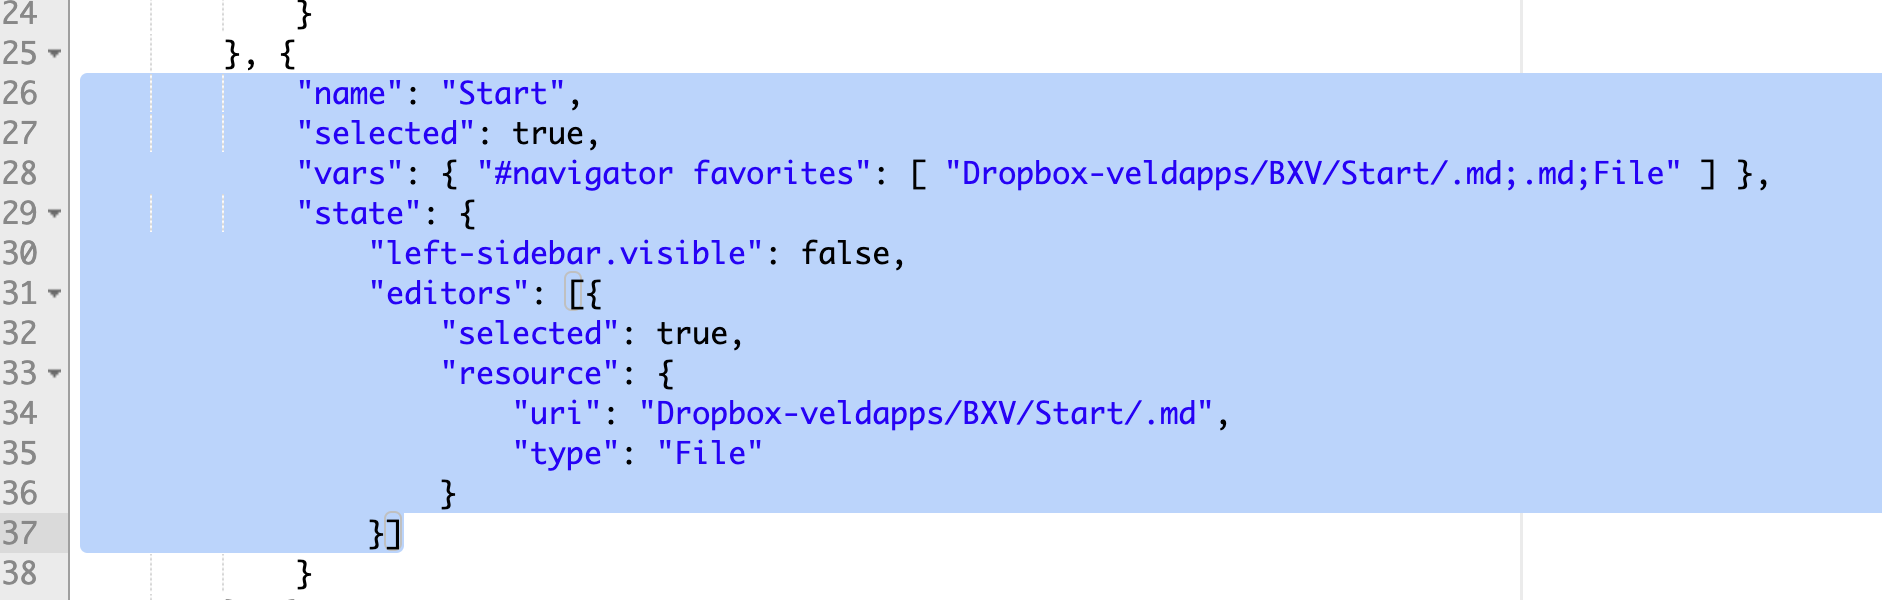 24 }
25 }, {
26 "name": "Start",
27 "selected": true,
28 "vars": { "#navigator favorites": [ "Dropbox-veldapps/BXV/Start/.md;.md;File" ] },
29 "state": {
30 "left-sidebar.visible": false,
31 "editors": [{
32 "selected": true,
33 "resource": {
34 "uri": "Dropbox-veldapps/BXV/Start/.md",
35 "type": "File"
36 }
37 }]
38 }